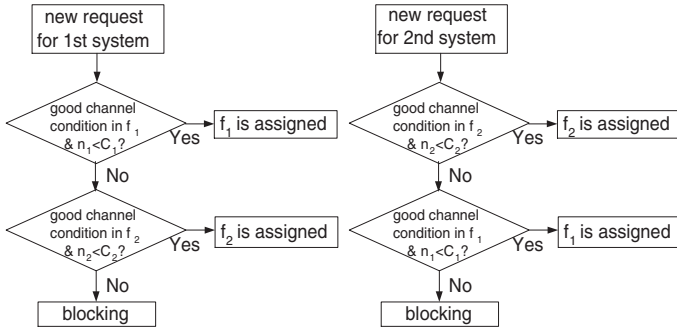 new request
for 1st system
good channel
condition in f₁
& n₁<C₁?
Yes
f₁ is assigned
No
good channel
condition in f₂
& n₂<C₂?
Yes
f₂ is assigned
No
blocking
new request
for 2nd system
good channel
condition in f₂
& n₂<C₂?
Yes
f₂ is assigned
No
good channel
condition in f₁
& n₁<C₁?
Yes
f₁ is assigned
No
blocking